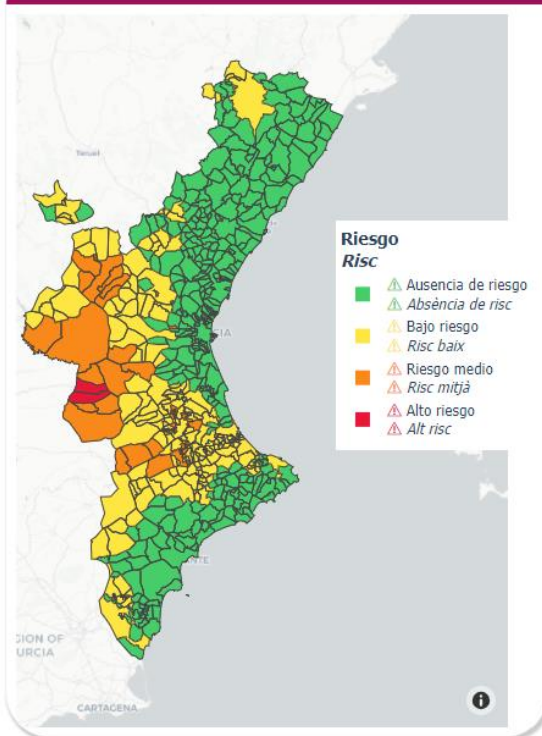 Teruel
Riesgo
Risc
Ausencia de riesgo
Absència de risc
Bajo riesgo
Risc baix
Riesgo medio
Risc mitjà
Alto riesgo
Alt risc
CARTAGENA